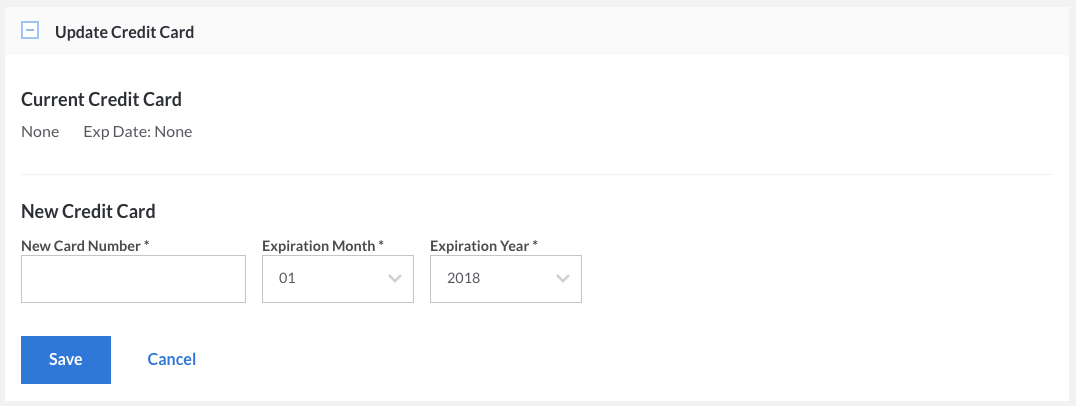 Update Credit Card
Current Credit Card
None Exp Date: None
New Credit Card
New Card Number * Expiration Month * Expiration Year *
01 2018
Save Cancel